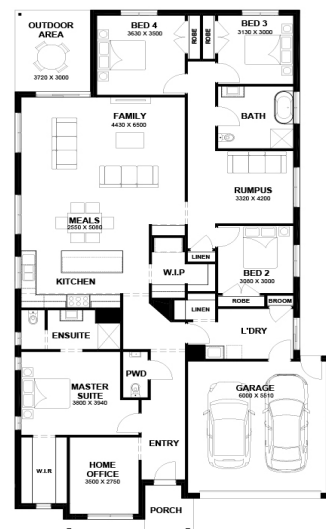 OUTDOOR
AREA
3720 X 3000
BED 4
3630 X 3500
ROBE
ROBE
BED 3
3130 X 3000
BATH
FAMILY
4430 X 6500
RUMPUS
3320 X 4200
MEALS
2550 X 5080
LINEN
W.I.P
BED 2
3080 X 3000
KITCHEN
ROBE
BROOM
LINEN
L'DRY
ENSUITE
PWD
MASTER
SUITE
3600 X 3940
GARAGE
6000 X 5510
ENTRY
W.I.R
HOME
OFFICE
3500 X 2750
PORCH